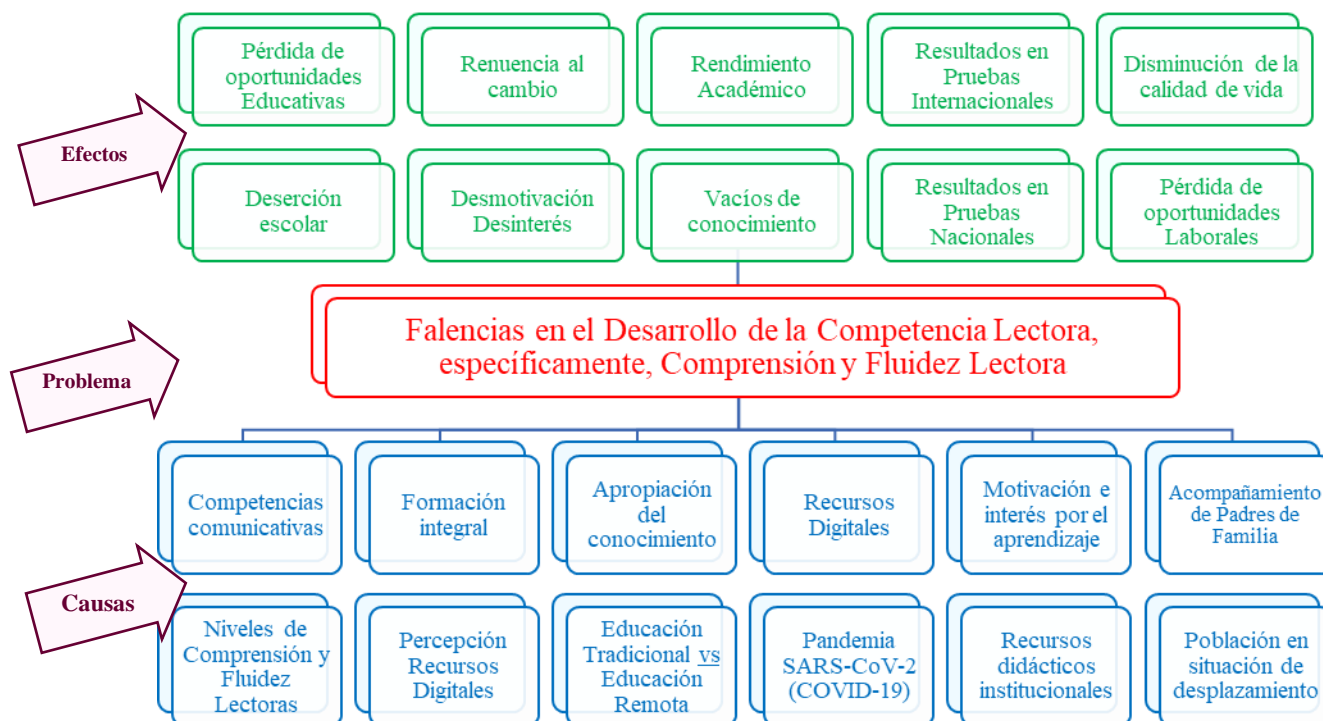 Pérdida de
oportunidades
Educativas
Renuencia al
cambio
Rendimiento
Académico
Resultados en
Pruebas
Internacionales
Disminución de la
calidad de vida
Efectos
Deserción
escolar
Desmotivación
Desinterés
Vacíos de
conocimiento
Resultados en
Pruebas
Nacionales
Pérdida de
oportunidades
Laborales
Problema
Falencias en el Desarrollo de la Competencia Lectora,
específicamente, Comprensión y Fluidez Lectora
Competencias
comunicativas
Formación
integral
Apropiación
del
conocimiento
Recursos
Digitales
Motivación e
interés por el
aprendizaje
Acompañamiento
de Padres de
Familia
Causas
Niveles de
Comprensión y
Fluidez
Lectoras
Percepción
Recursos
Digitales
Educación
Tradicional vs
Educación
Remota
Pandemia
SARS-CoV-2
(COVID-19)
Recursos
didácticos
institucionales
Población en
situación de
desplazamiento